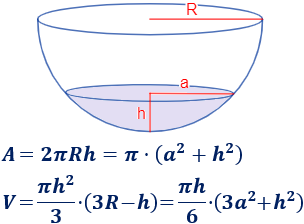 R
a
h
A = 2πRh = π · (a² + h²)
V = πh²/3 · (3R − h) = πh/6 · (3a² + h²)